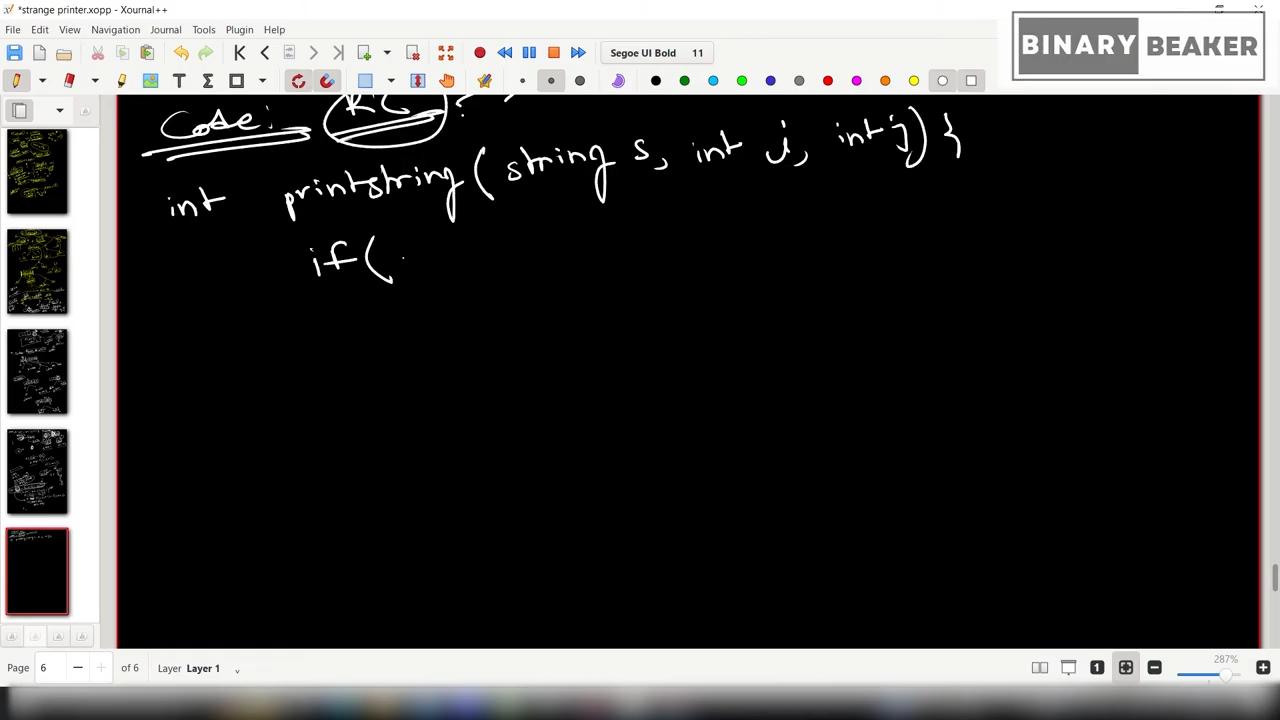 *strange printer.xopp - Xournal++
File Edit View Navigation Journal Tools Plugin Help
BINARY BEAKER
Segoe UI Bold 11
Code:
int printstring(string s, int i, int j) {
if(
Page 6 of 6 Layer Layer 1
287%